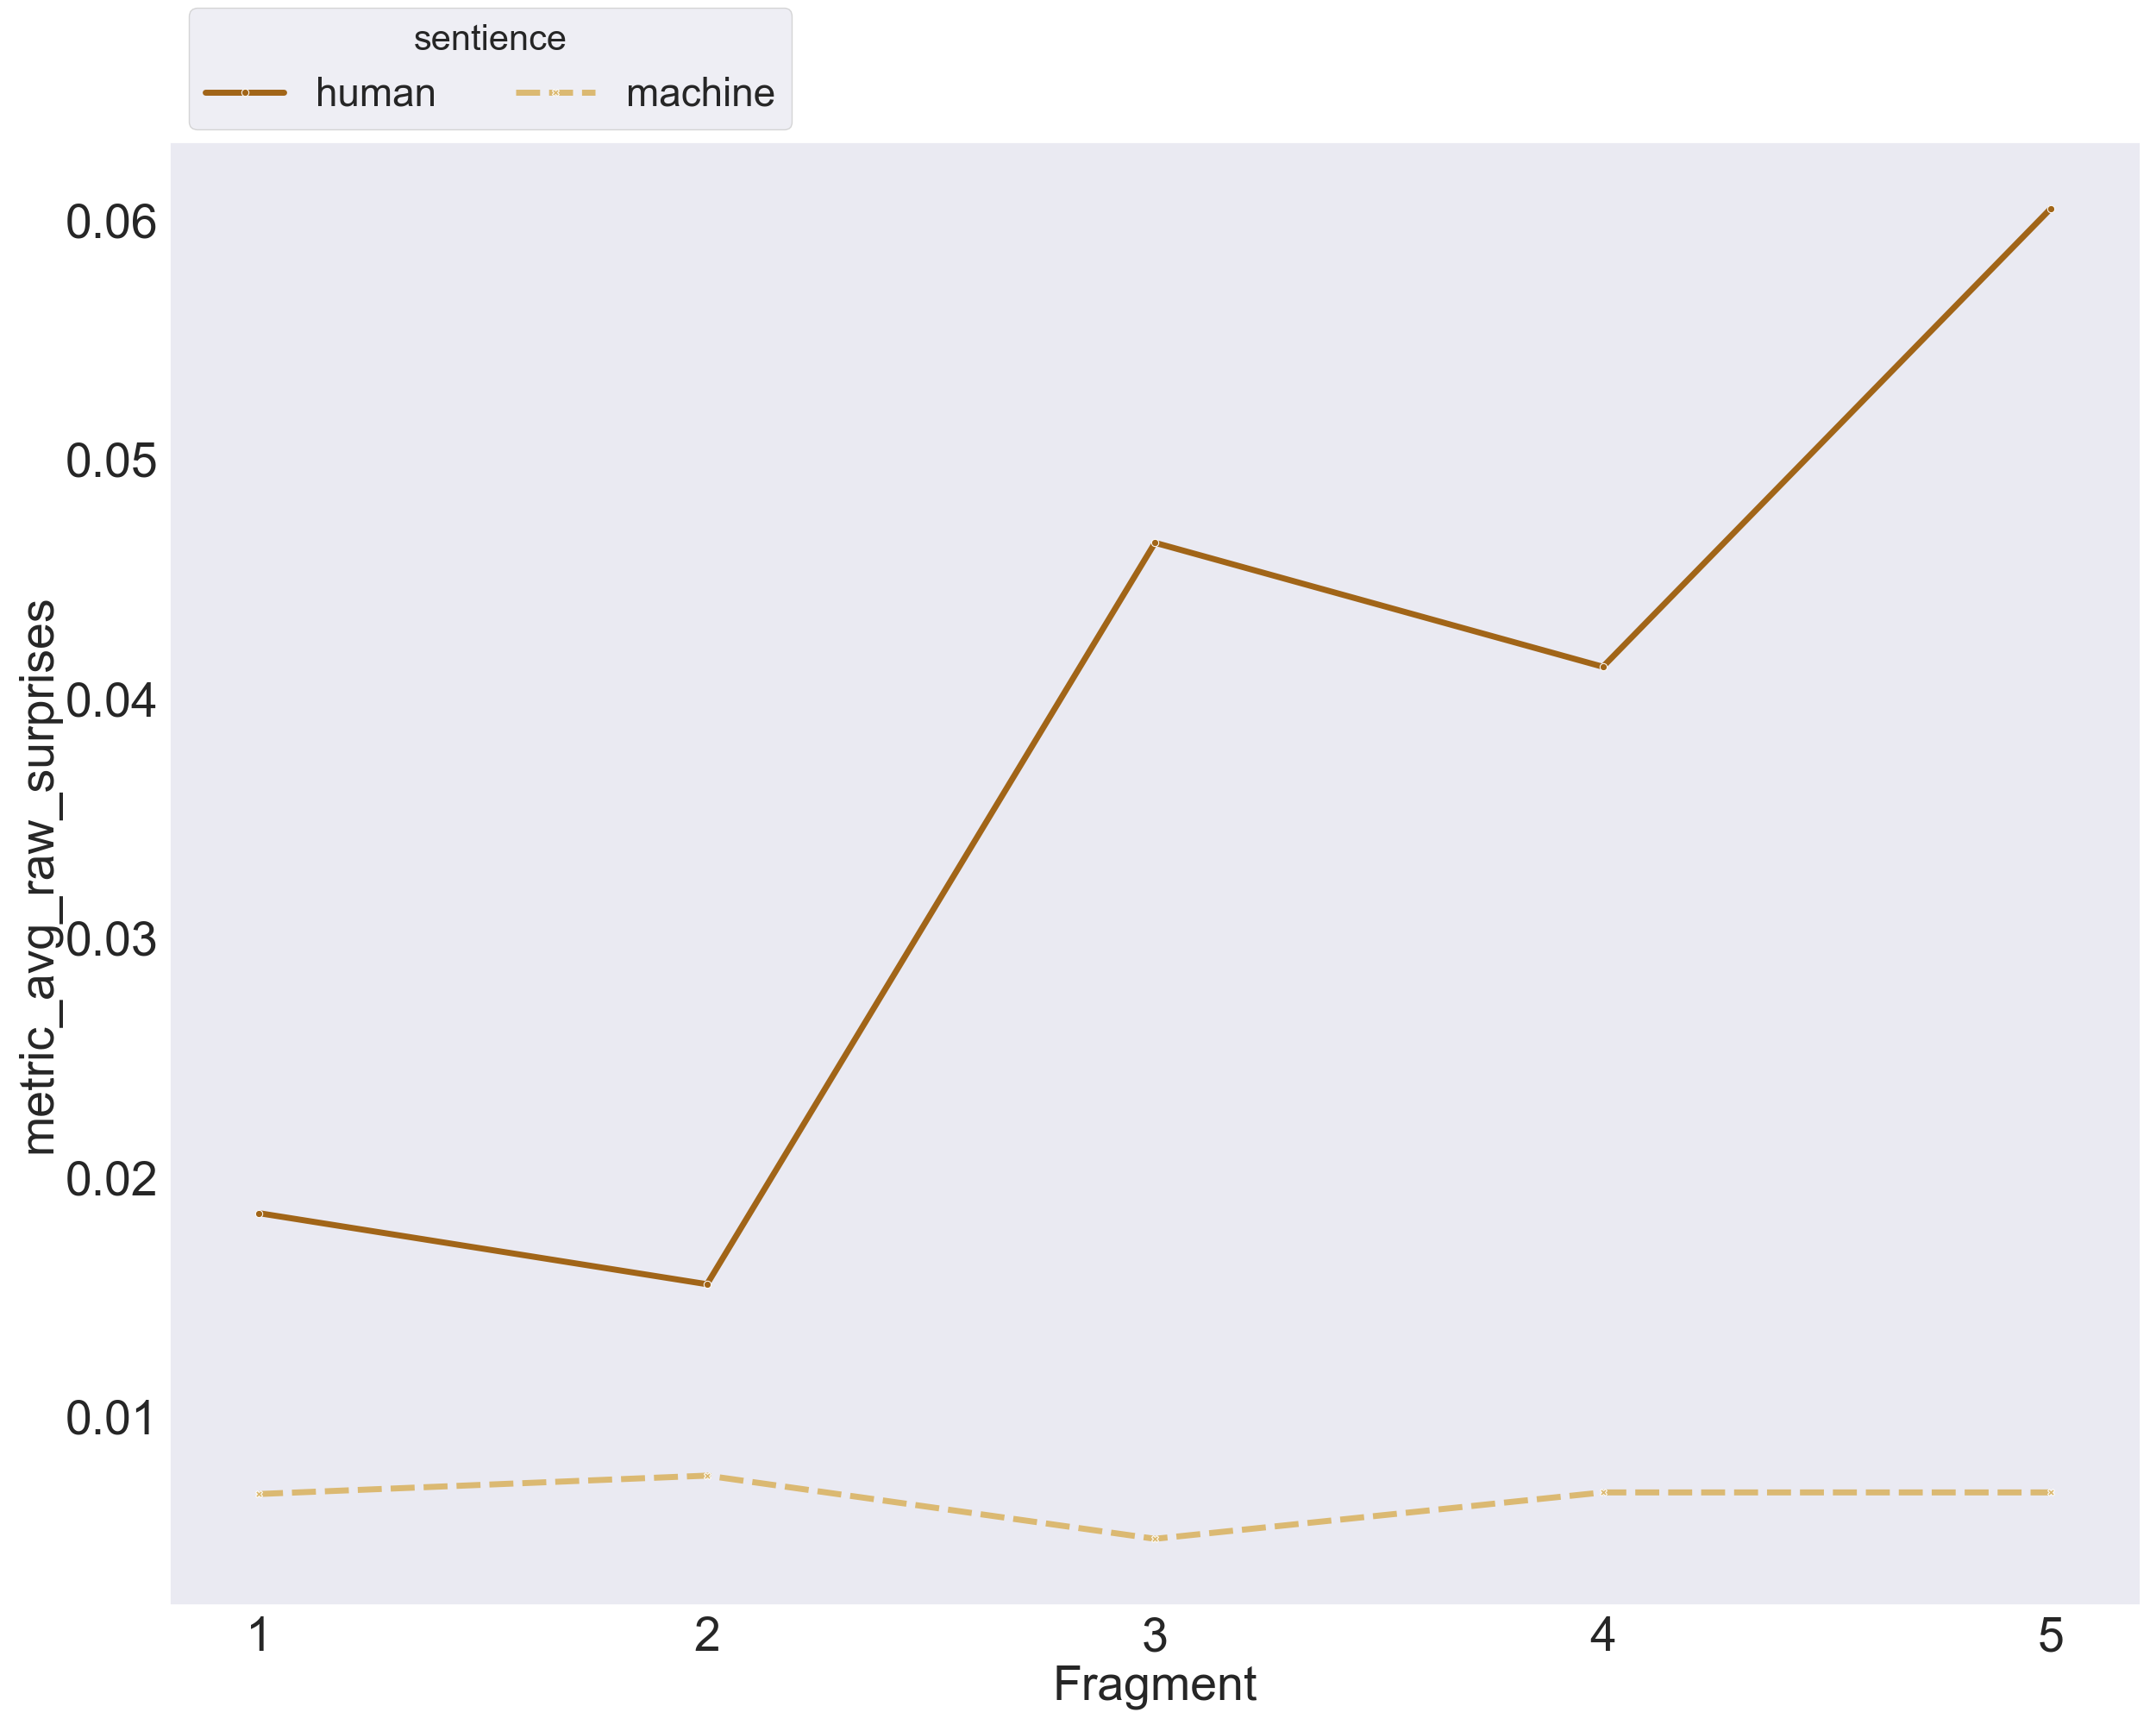 sentience
human machine
0.06
0.05
0.04
0.03
0.02
0.01
metric_avg_raw_surprises
1 2 3 4 5
Fragment